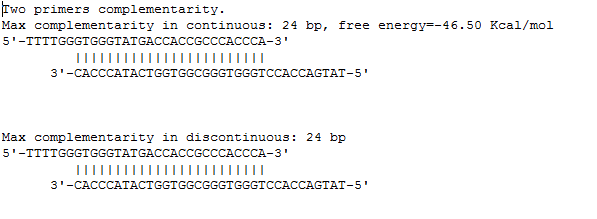 Two primers complementarity.
Max complementarity in continuous: 24 bp, free energy=-46.50 Kcal/mol
5'-TTTTGGGTGGGTATGACCACCGCCCACCCA-3'
||||||||||||||||||||||||
3'-CACCCATACTGGTGGCGGGTGGGTCCACCAGTAT-5'
Max complementarity in discontinuous: 24 bp
5'-TTTTGGGTGGGTATGACCACCGCCCACCCA-3'
||||||||||||||||||||||||
3'-CACCCATACTGGTGGCGGGTGGGTCCACCAGTAT-5'